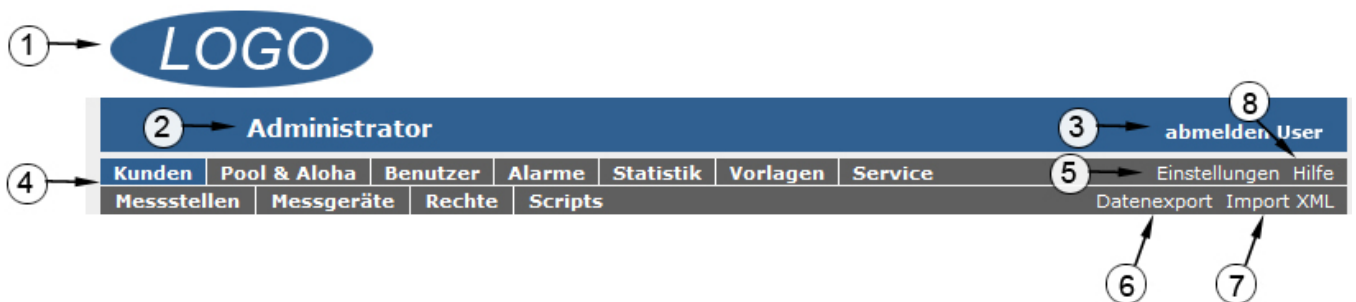 1 LOGO
8
2 Administrator 3 abmelden User
4 Kunden Pool & Aloha Benutzer Alarme Statistik Vorlagen Service 5 Einstellungen Hilfe
Messstellen Messgeräte Rechte Scripts Datenexport Import XML
6 7